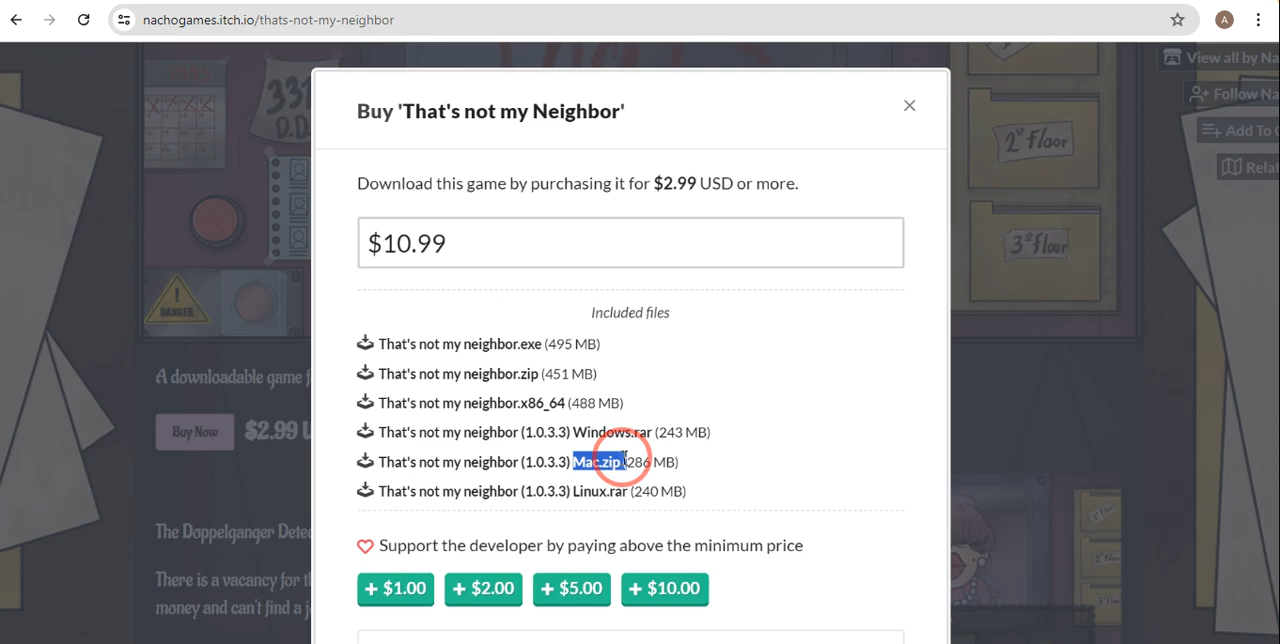 nachogames.itch.io/thats-not-my-neighbor
A
View all by Na
Follow Na
Add To C
Relat
Buy 'That's not my Neighbor'
Download this game by purchasing it for $2.99 USD or more.
$10.99
Included files
That's not my neighbor.exe (495 MB)
That's not my neighbor.zip (451 MB)
That's not my neighbor.x86_64 (488 MB)
That's not my neighbor (1.0.3.3) Windows.rar (243 MB)
That's not my neighbor (1.0.3.3) Mac.zip (286 MB)
That's not my neighbor (1.0.3.3) Linux.rar (240 MB)
Support the developer by paying above the minimum price
+ $1.00 + $2.00 + $5.00 + $10.00
331
D.D.
DANGER
2º Floor
3º Floor
A downloadable game f
Buy Now $2.99 U
The Doppelganger Detec
There is a vacancy for th
money and can't find a j